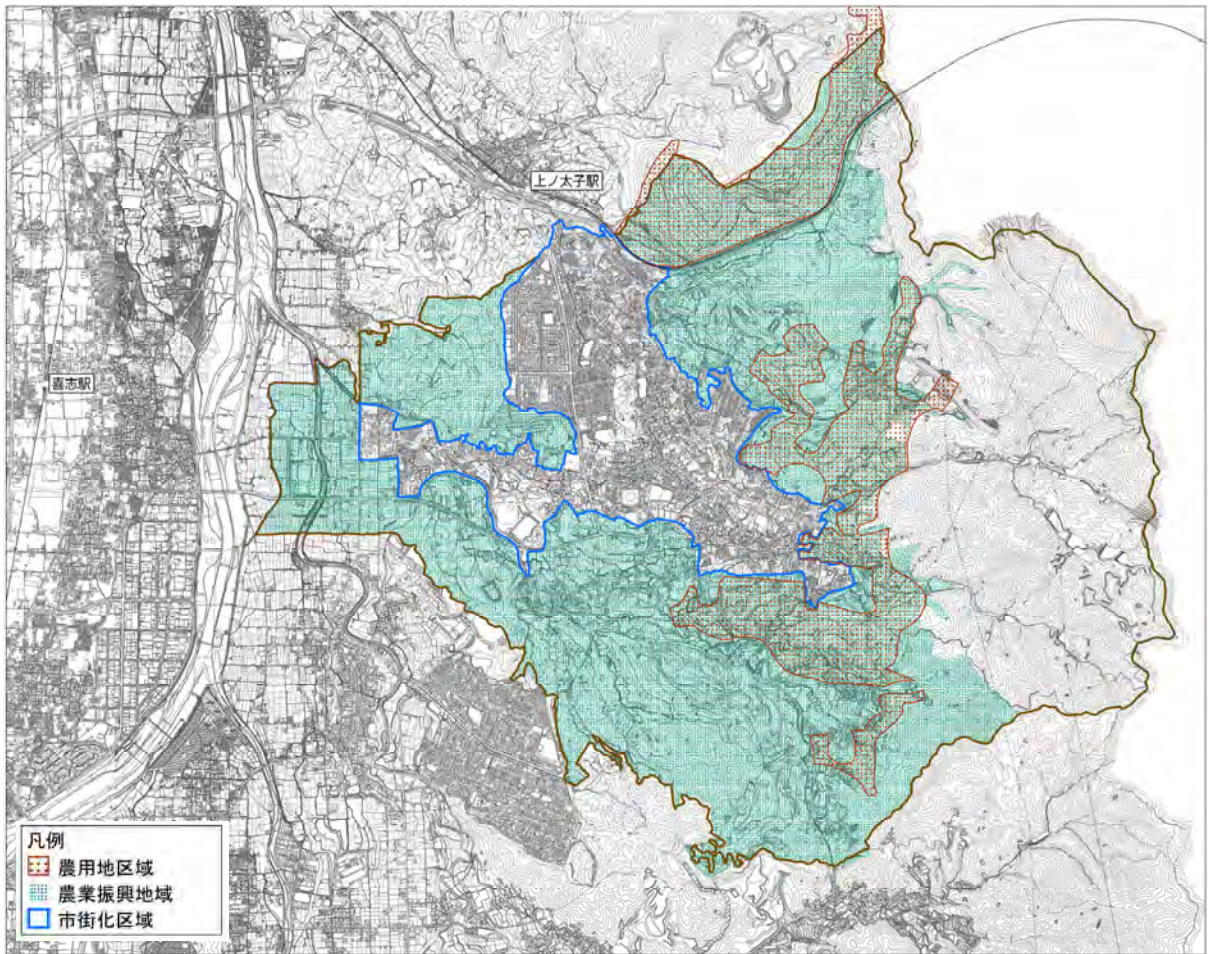 上ノ太子駅
喜志駅
凡例
農用地区域
農業振興地域
市街化区域